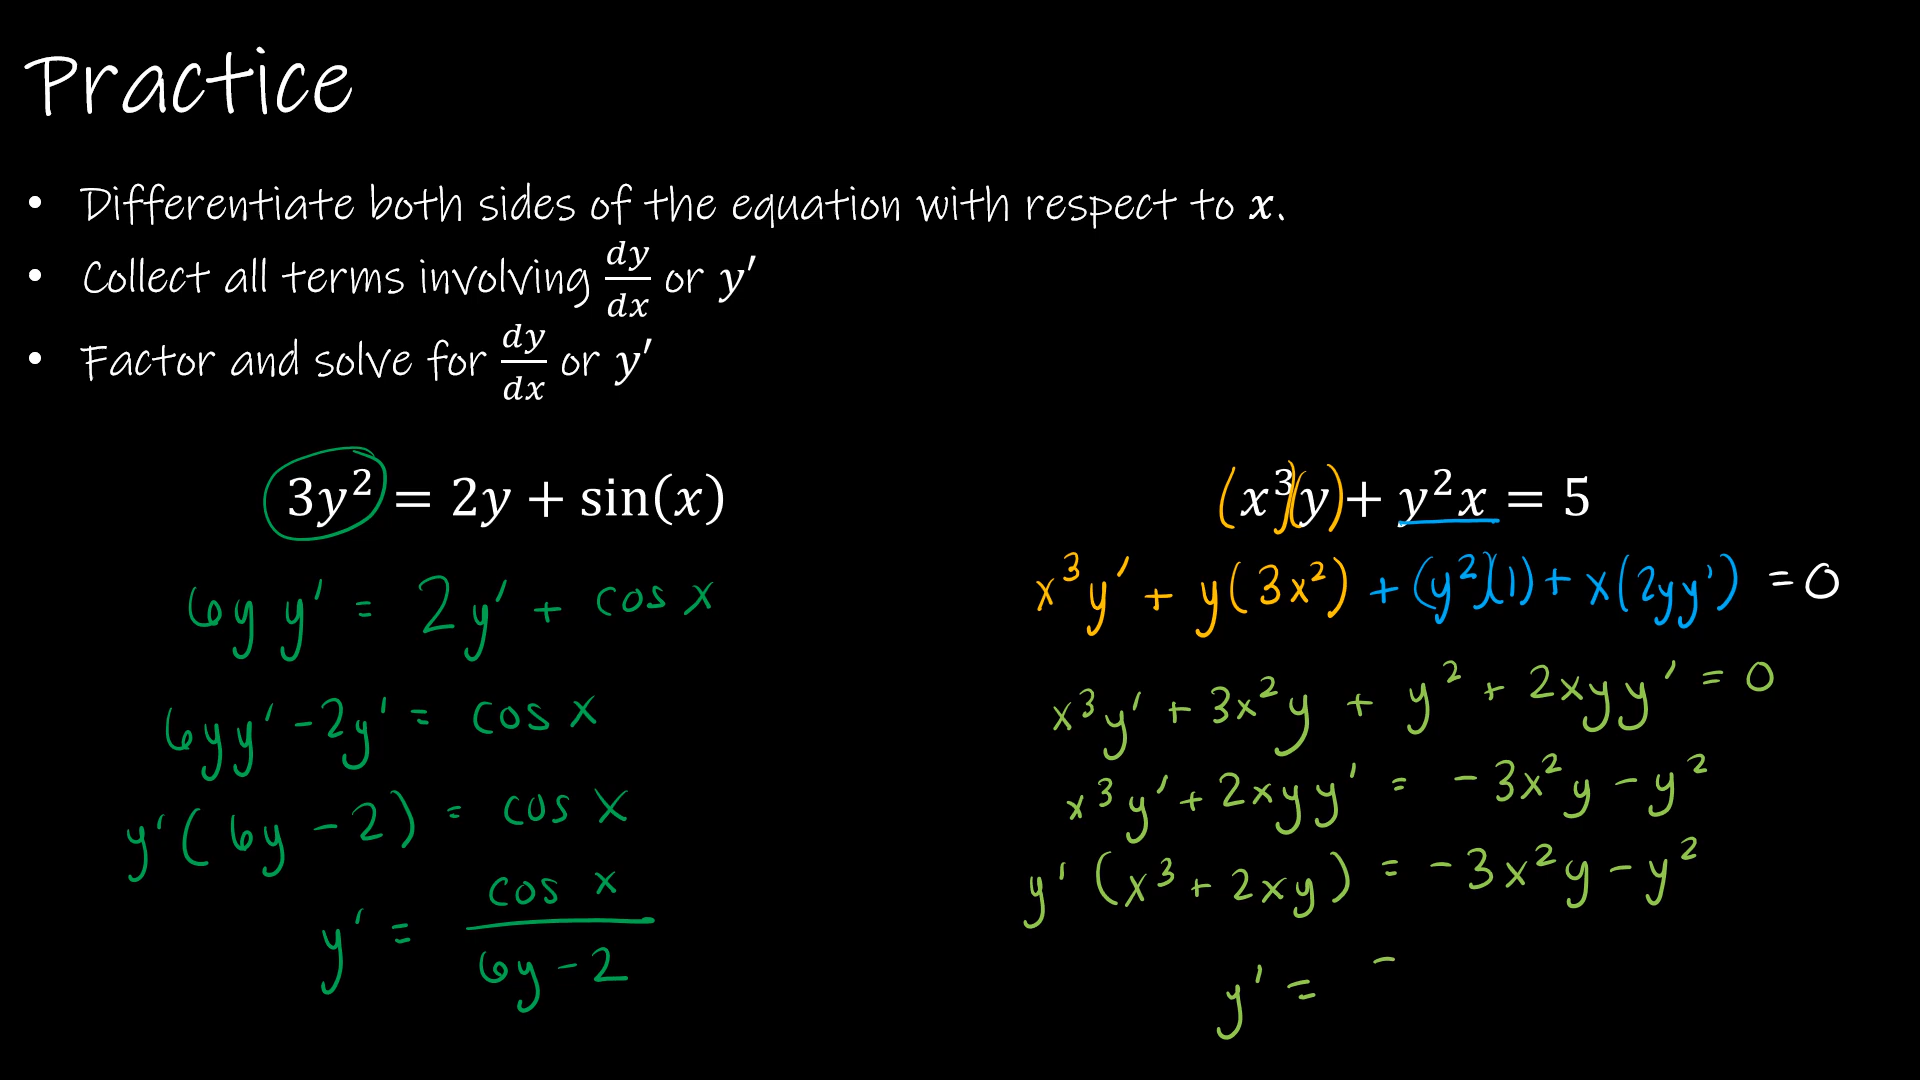 Practice
• Differentiate both sides of the equation with respect to x.
• Collect all terms involving dy/dx or y′
• Factor and solve for dy/dx or y′
3y² = 2y + sin(x)
6y y′ = 2y′ + cos x
6yy′ − 2y′ = cos x
y′(6y − 2) = cos x
y′ = cos x / 6y − 2
(x³)(y) + y²x = 5
x³y′ + y(3x²) + (y²)(1) + x(2yy′) = 0
x³y′ + 3x²y + y² + 2xyy′ = 0
x³y′ + 2xyy′ = −3x²y − y²
y′(x³ + 2xy) = −3x²y − y²
y′ = −